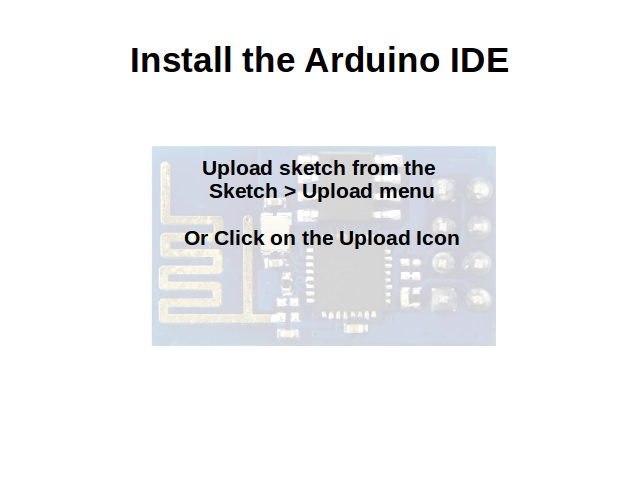 Install the Arduino IDE
Upload sketch from the
Sketch > Upload menu
Or Click on the Upload Icon